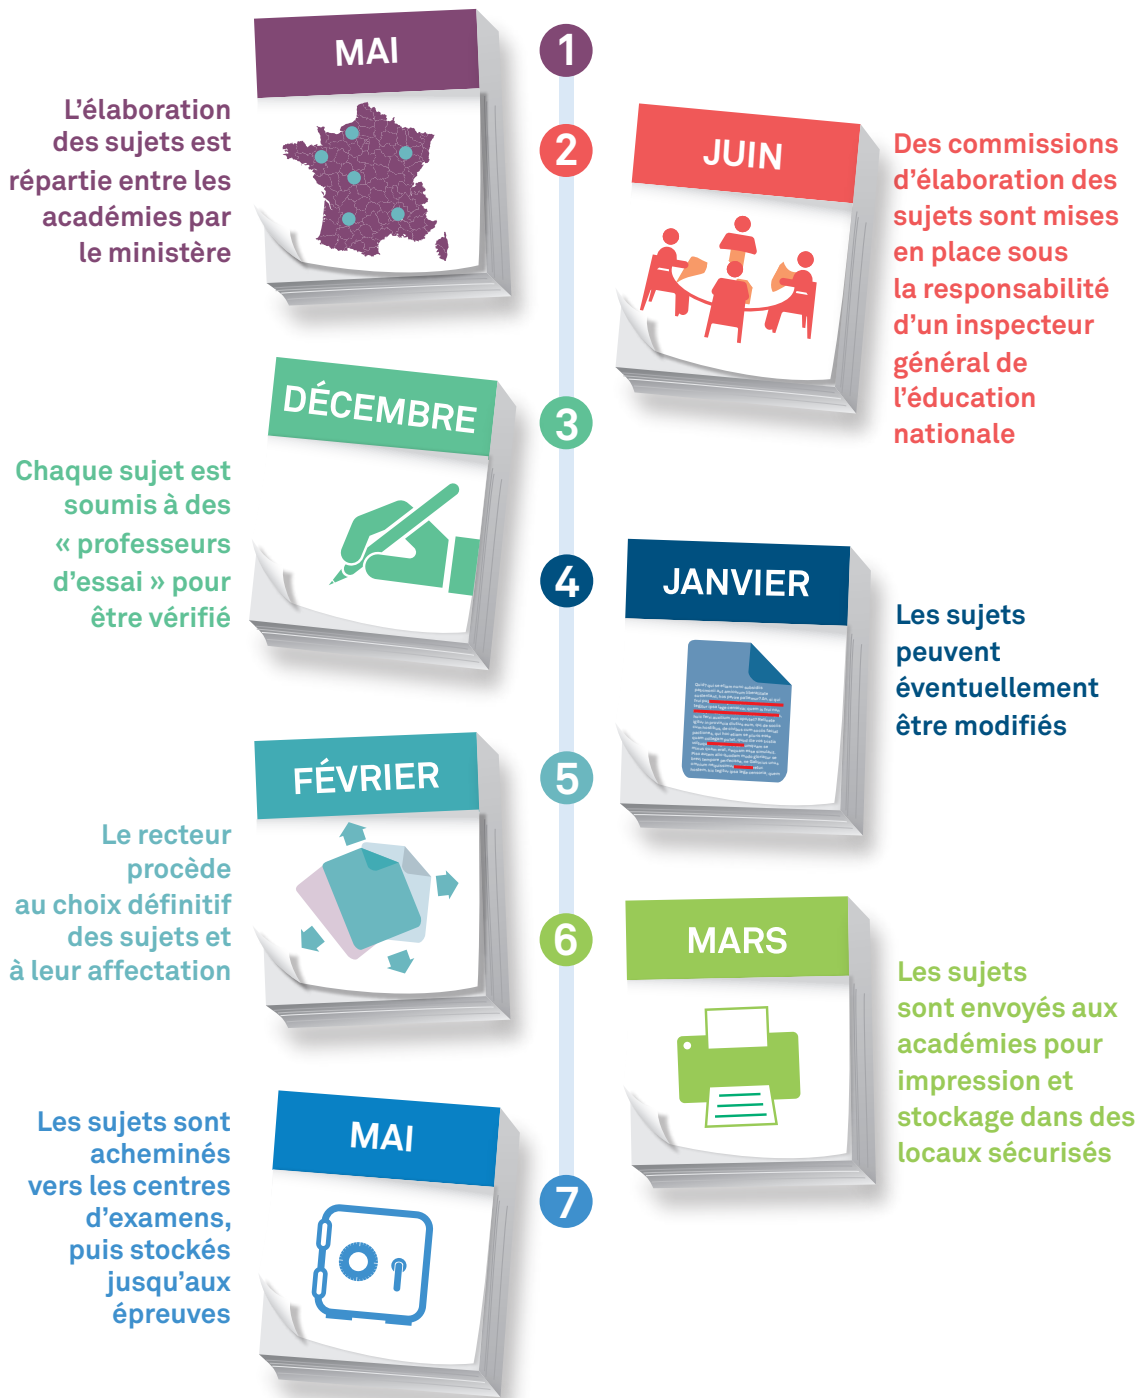 MAI
1
L'élaboration
des sujets est
répartie entre les
académies par
le ministère
2
JUIN
Des commissions
d'élaboration des
sujets sont mises
en place sous
la responsabilité
d'un inspecteur
général de
l'éducation
nationale
DÉCEMBRE
3
Chaque sujet est
soumis à des
« professeurs
d'essai » pour
être vérifié
4
JANVIER
Les sujets
peuvent
éventuellement
être modifiés
FÉVRIER
5
Le recteur
procède
au choix définitif
des sujets et
à leur affectation
6
MARS
Les sujets
sont envoyés aux
académies pour
impression et
stockage dans des
locaux sécurisés
MAI
7
Les sujets sont
acheminés
vers les centres
d'examens,
puis stockés
jusqu'aux
épreuves